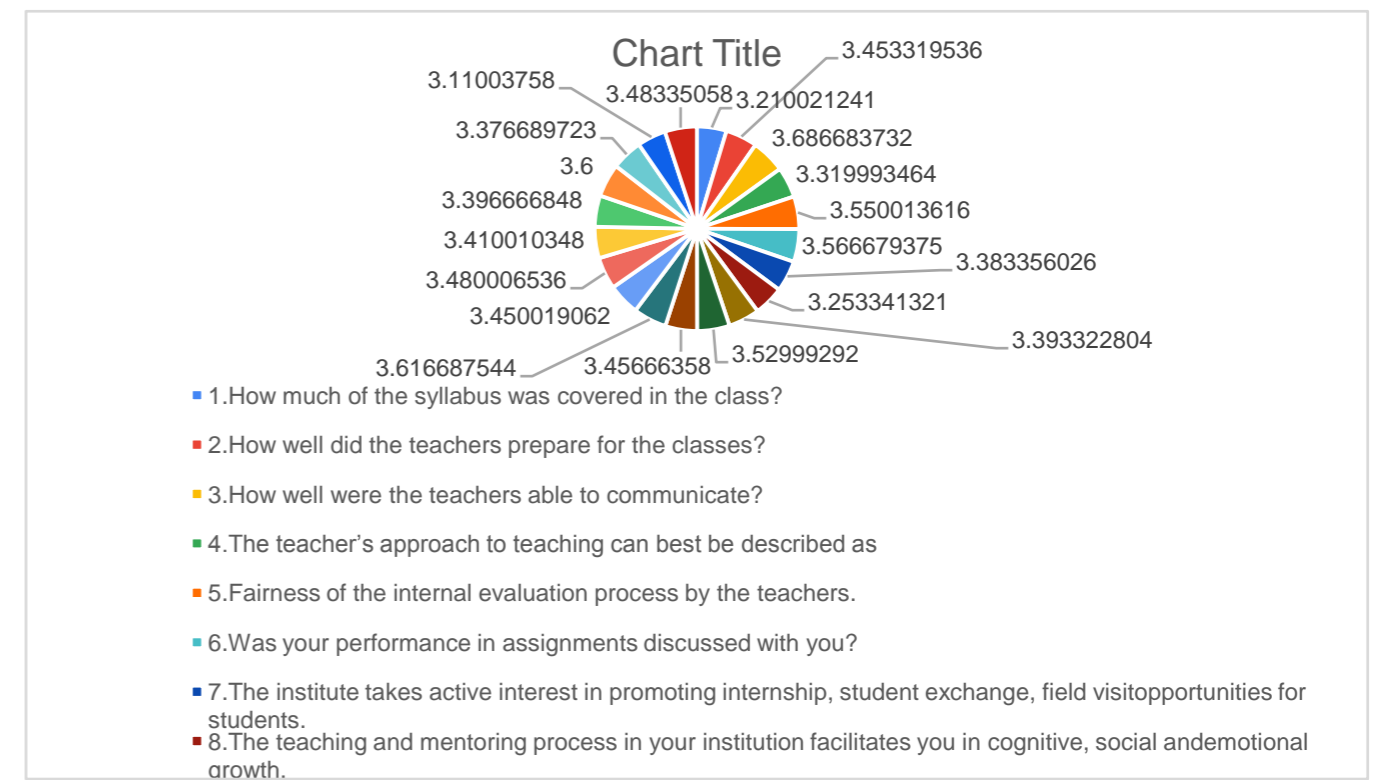 Chart Title
3.453319536
3.11003758
3.48335058
3.210021241
3.376689723
3.686683732
3.6
3.319993464
3.396666848
3.550013616
3.410010348
3.566679375
3.383356026
3.480006536
3.253341321
3.450019062
3.393322804
3.616687544
3.45666358
3.52999292
1.How much of the syllabus was covered in the class?
2.How well did the teachers prepare for the classes?
3.How well were the teachers able to communicate?
4.The teacher’s approach to teaching can best be described as
5.Fairness of the internal evaluation process by the teachers.
6.Was your performance in assignments discussed with you?
7.The institute takes active interest in promoting internship, student exchange, field visitopportunities for
students.
8.The teaching and mentoring process in your institution facilitates you in cognitive, social andemotional
growth.